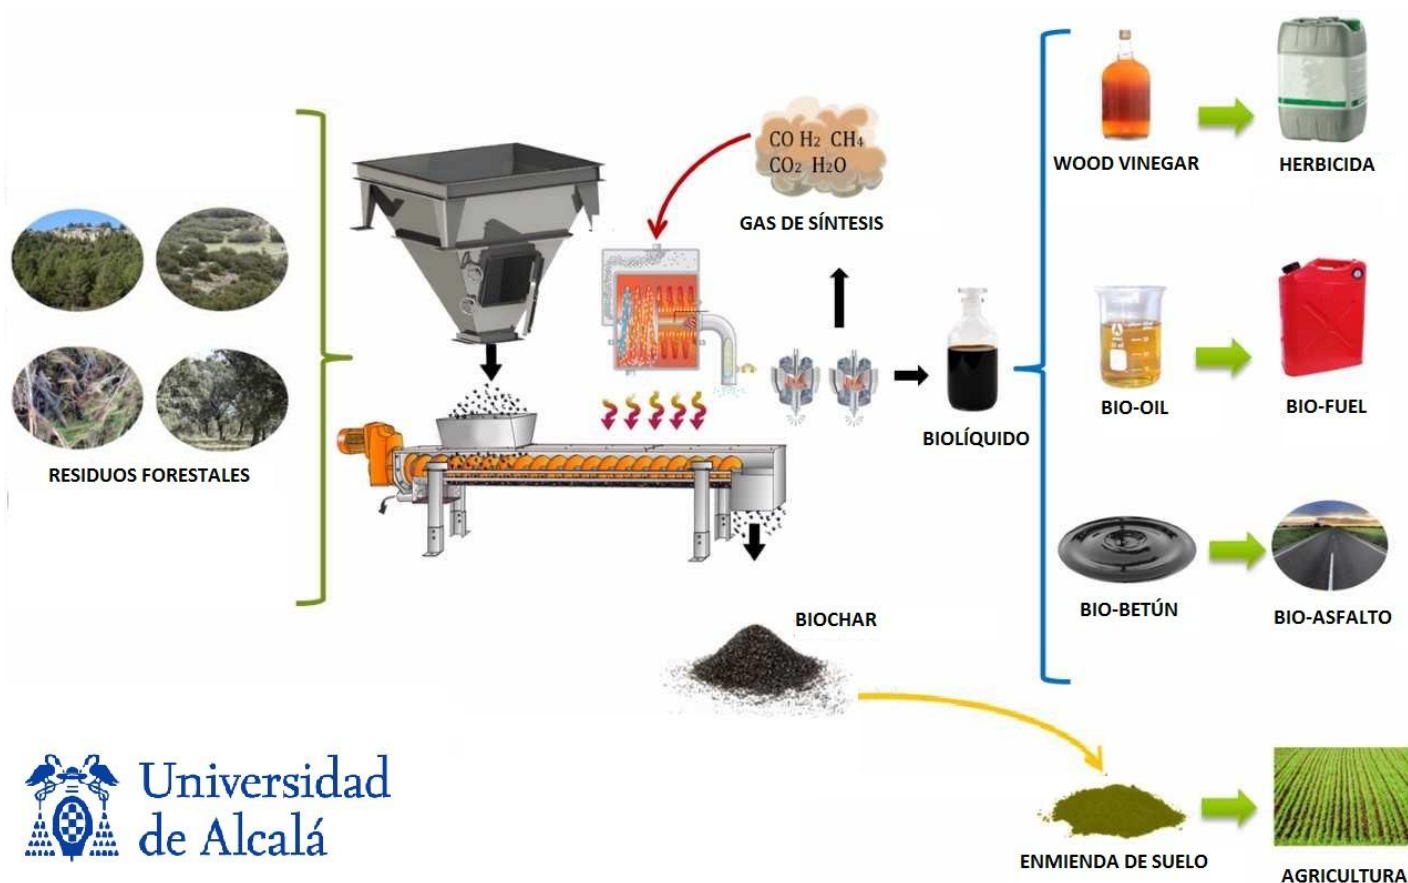 CO H2 CH4
CO2 H2O
GAS DE SÍNTESIS
WOOD VINEGAR
HERBICIDA
RESIDUOS FORESTALES
BIOLÍQUIDO
BIO-OIL
BIO-FUEL
BIO-BETÚN
BIO-ASFALTO
BIOCHAR
ENMIENDA DE SUELO
AGRICULTURA
Universidad
de Alcalá